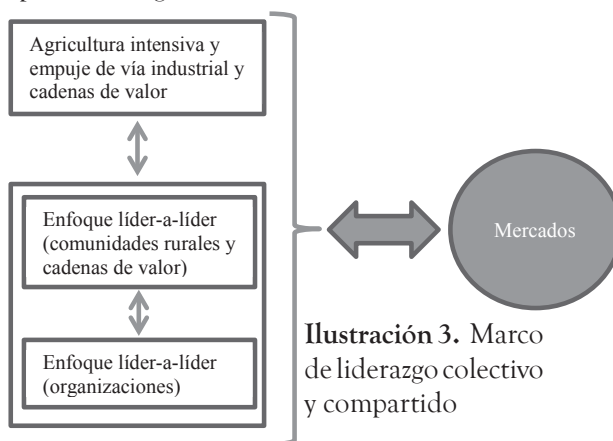 Agricultura intensiva y
empuje de vía industrial y
cadenas de valor
Enfoque líder-a-líder
(comunidades rurales y
cadenas de valor)
Enfoque líder-a-líder
(organizaciones)
Mercados
Ilustración 3. Marco
de liderazgo colectivo
y compartido